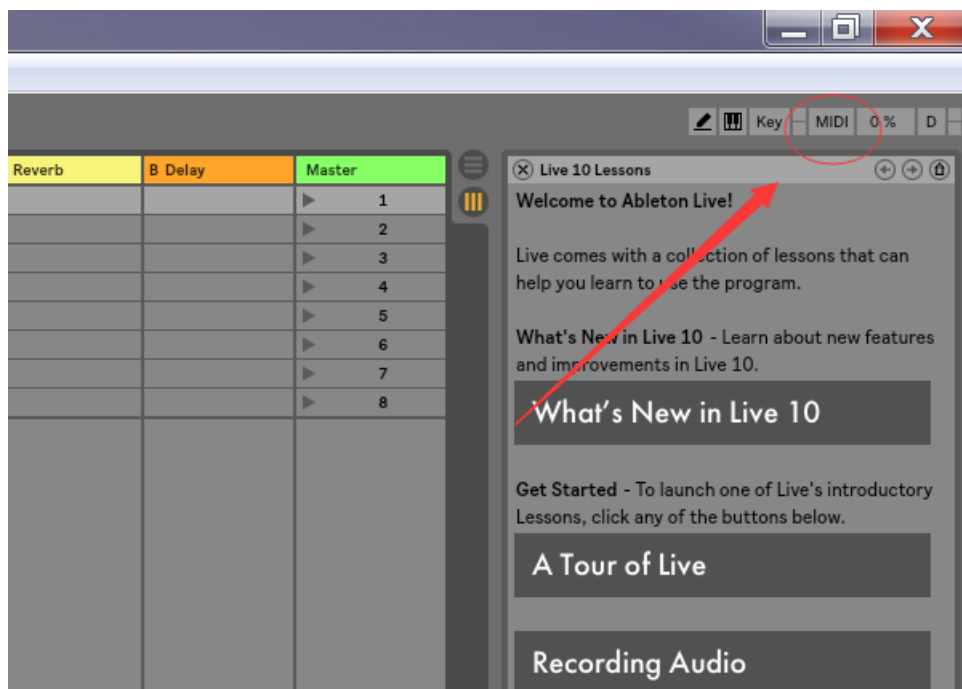 Key MIDI 0 % D
Reverb B Delay Master
1
2
3
4
5
6
7
8
Live 10 Lessons
Welcome to Ableton Live!
Live comes with a collection of lessons that can
help you learn to use the program.
What's New in Live 10 - Learn about new features
and improvements in Live 10.
What's New in Live 10
Get Started - To launch one of Live's introductory
Lessons, click any of the buttons below.
A Tour of Live
Recording Audio